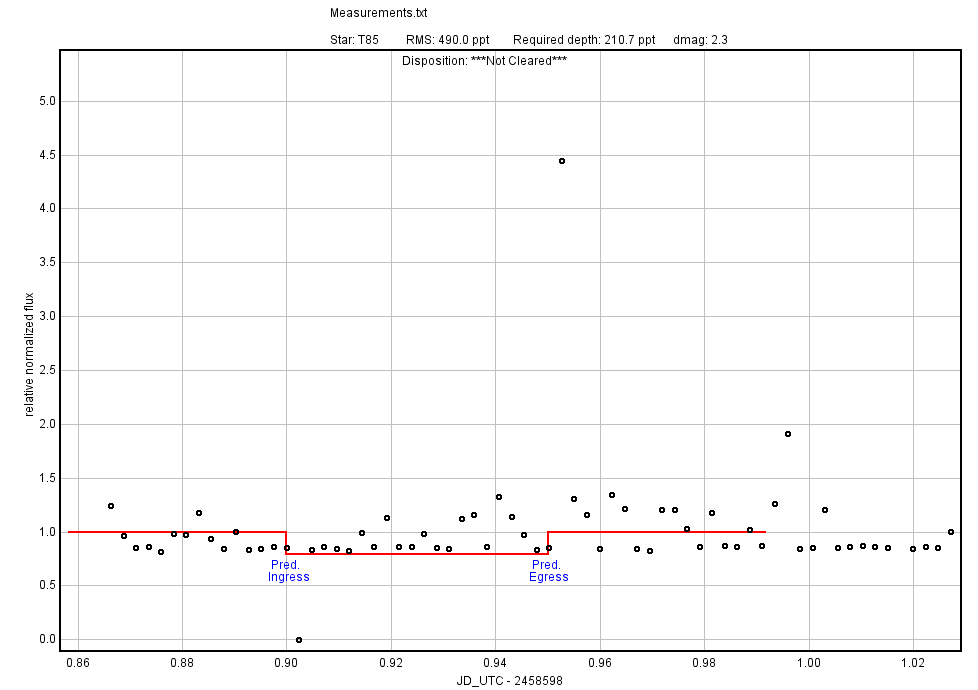 Measurements.txt
Star: T85 RMS: 490.0 ppt Required depth: 210.7 ppt dmag: 2.3
Disposition: ***Not Cleared***
5.0
4.5
4.0
3.5
3.0
2.5
2.0
1.5
1.0
0.5
0.0
relative normalized flux
Pred.
Ingress
Pred.
Egress
0.86 0.88 0.90 0.92 0.94 0.96 0.98 1.00 1.02
JD_UTC - 2458598